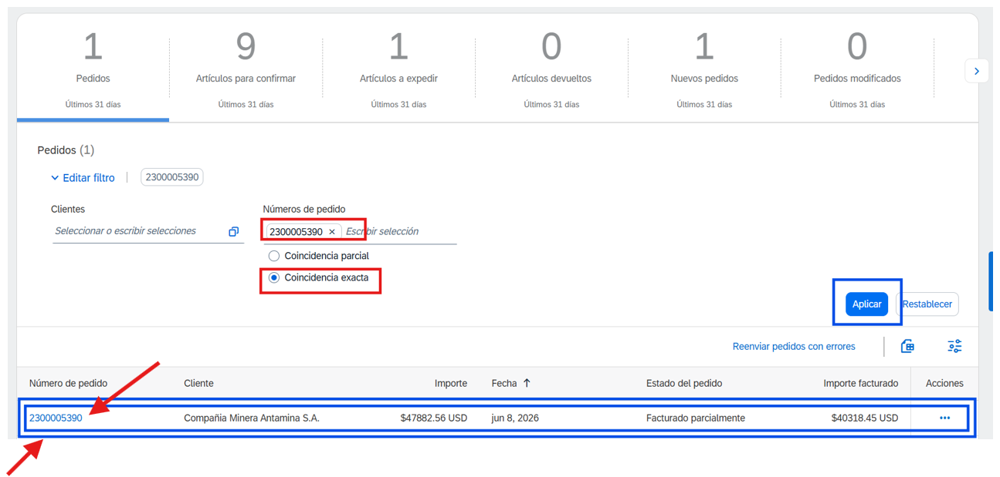 1 9 1 0 1 0
Pedidos Artículos para confirmar Artículos a expedir Artículos devueltos Nuevos pedidos Pedidos modificados
Últimos 31 días Últimos 31 días Últimos 31 días Últimos 31 días Últimos 31 días Últimos 31 días
Pedidos (1)
Editar filtro 2300005390
Clientes Números de pedido
Seleccionar o escribir selecciones 2300005390 × Escribir selección
Coincidencia parcial
Coincidencia exacta
Aplicar Restablecer
Reenviar pedidos con errores
Número de pedido Cliente Importe Fecha ↑ Estado del pedido Importe facturado Acciones
2300005390 Compañia Minera Antamina S.A. $47882.56 USD jun 8, 2026 Facturado parcialmente $40318.45 USD •••